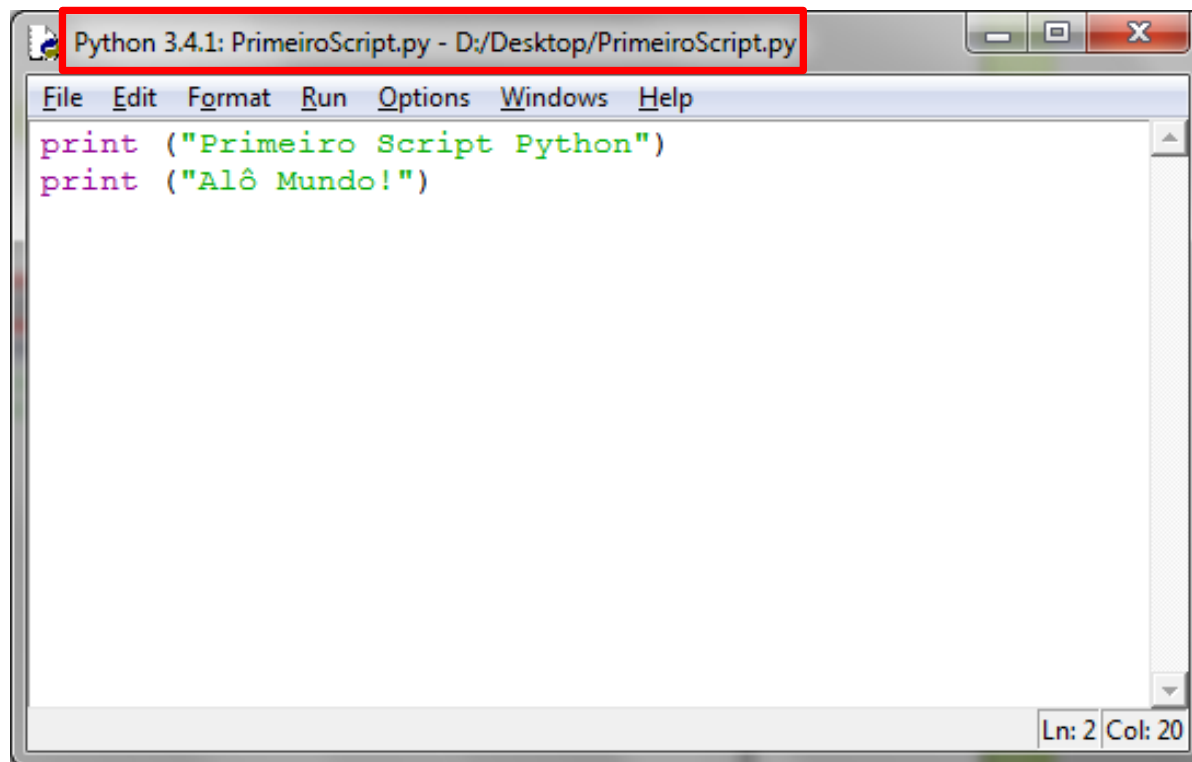 Python 3.4.1: PrimeiroScript.py - D:/Desktop/PrimeiroScript.py
File Edit Format Run Options Windows Help
print ("Primeiro Script Python")
print ("Alô Mundo!")
Ln: 2 Col: 20